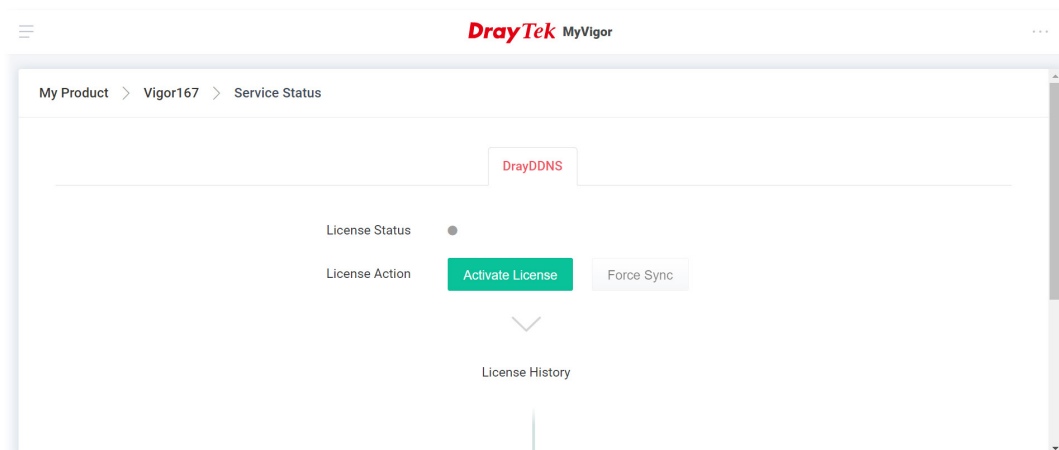 DrayTek MyVigor
My Product > Vigor167 > Service Status
DrayDDNS
License Status
License Action Activate License Force Sync
License History